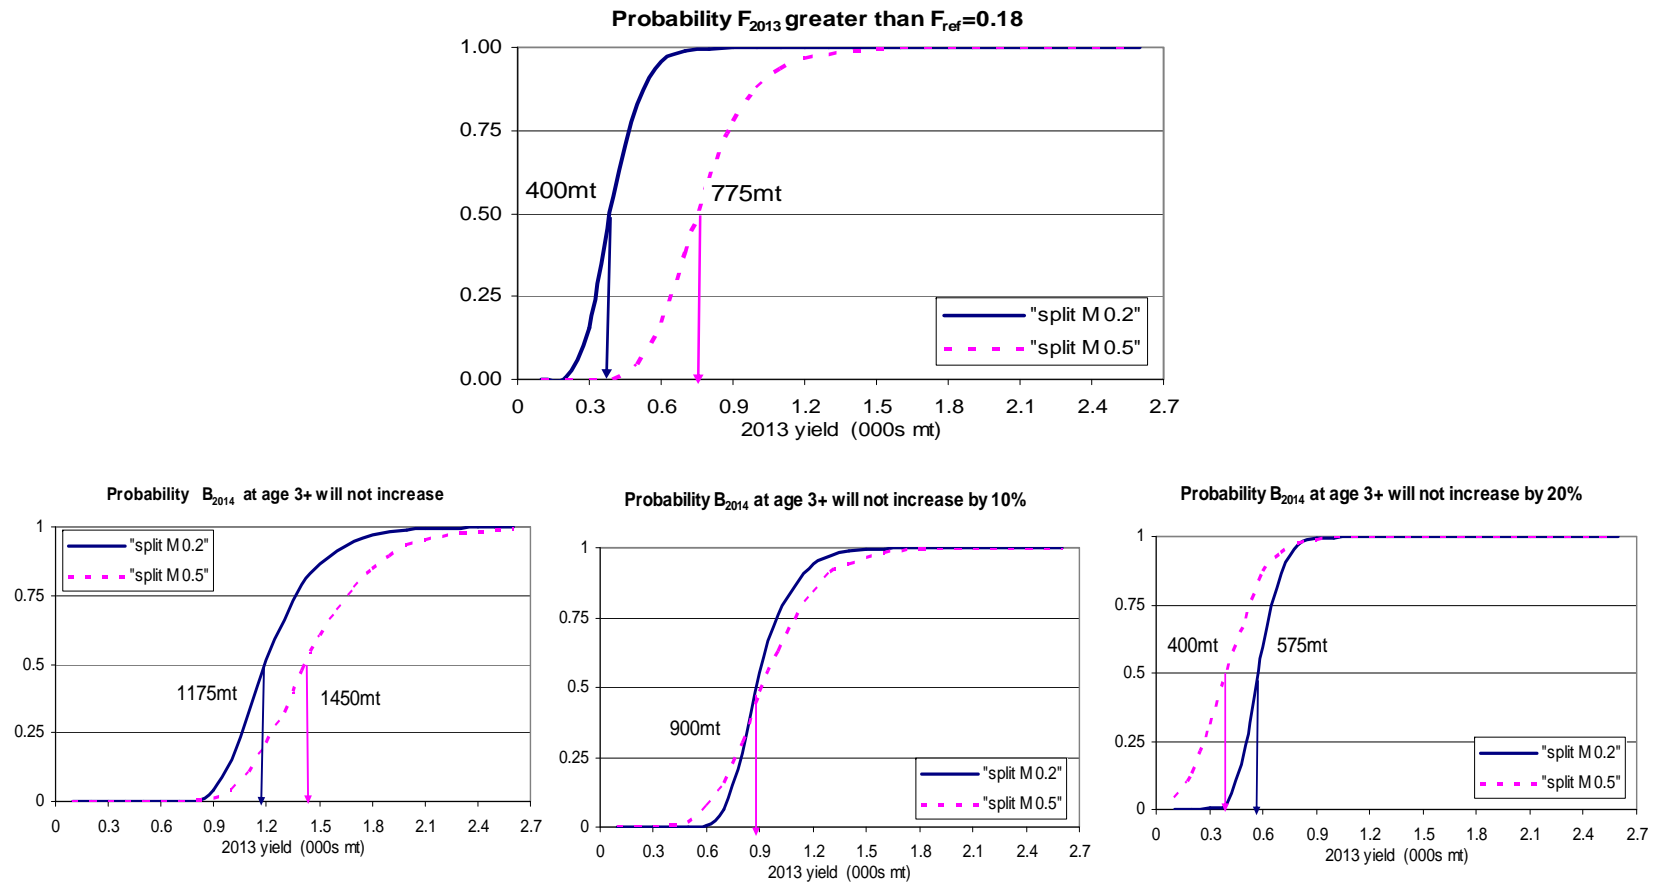 Probability F2013 greater than Fref=0.18
1.00
0.75
0.50
0.25
0.00
400mt
775mt
"split M 0.2"
"split M 0.5"
0 0.3 0.6 0.9 1.2 1.5 1.8 2.1 2.4 2.7
2013 yield (000s mt)
Probability B2014 at age 3+ will not increase
1
0.75
0.5
0.25
0
"split M 0.2"
"split M 0.5"
1175mt
1450mt
0 0.3 0.6 0.9 1.2 1.5 1.8 2.1 2.4 2.7
2013 yield (000s mt)
Probability B2014 at age 3+ will not increase by 10%
1
0.75
0.5
0.25
0
900mt
"split M 0.2"
"split M 0.5"
0 0.3 0.6 0.9 1.2 1.5 1.8 2.1 2.4 2.7
2013 yield (000s mt)
Probability B2014 at age 3+ will not increase by 20%
1
0.75
0.5
0.25
0
400mt
575mt
"split M 0.2"
"split M 0.5"
0 0.3 0.6 0.9 1.2 1.5 1.8 2.1 2.4 2.7
2013 yield (000s mt)